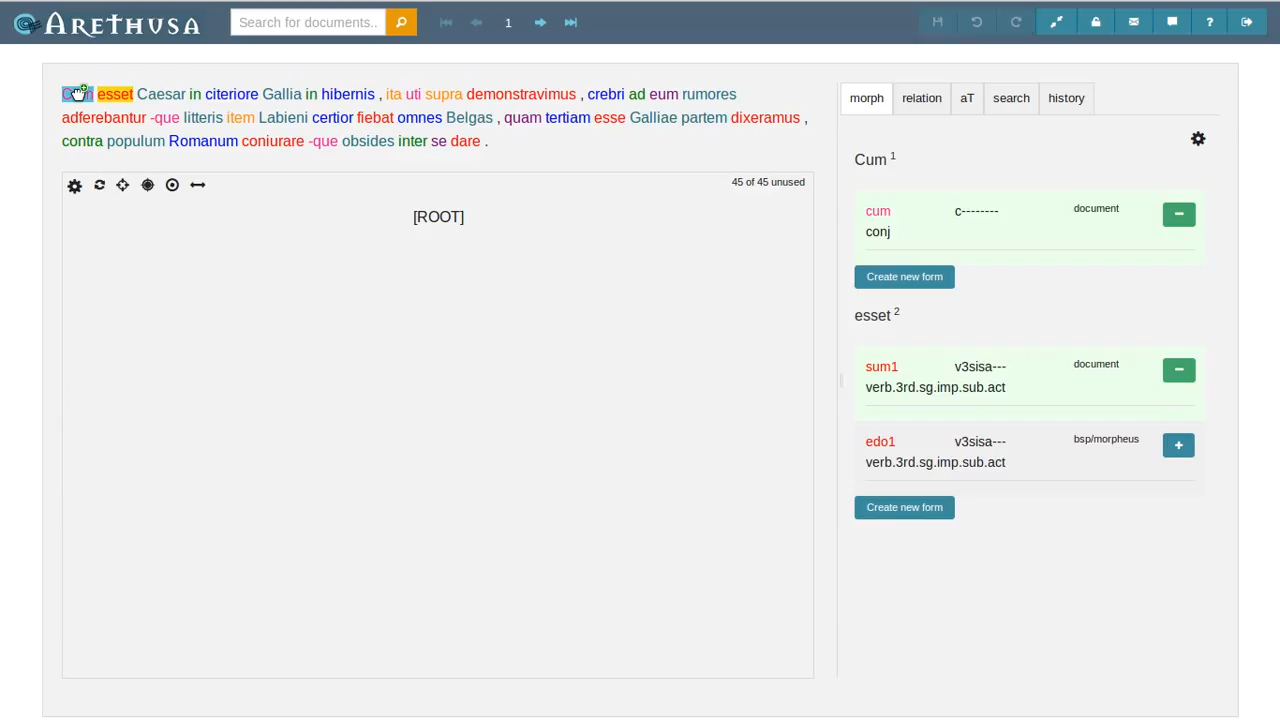 ARETHUSA
Search for documents..
1
Cum esset Caesar in citeriore Gallia in hibernis , ita uti supra demonstravimus , crebri ad eum rumores
adferebantur -que litteris item Labieni certior fiebat omnes Belgas , quam tertiam esse Galliae partem dixeramus ,
contra populum Romanum coniurare -que obsides inter se dare .
45 of 45 unused
[ROOT]
morph relation aT search history
Cum 1
cum c-------- document
conj
Create new form
esset 2
sum1 v3sisa--- document
verb.3rd.sg.imp.sub.act
edo1 v3sisa--- bsp/morpheus
verb.3rd.sg.imp.sub.act
Create new form